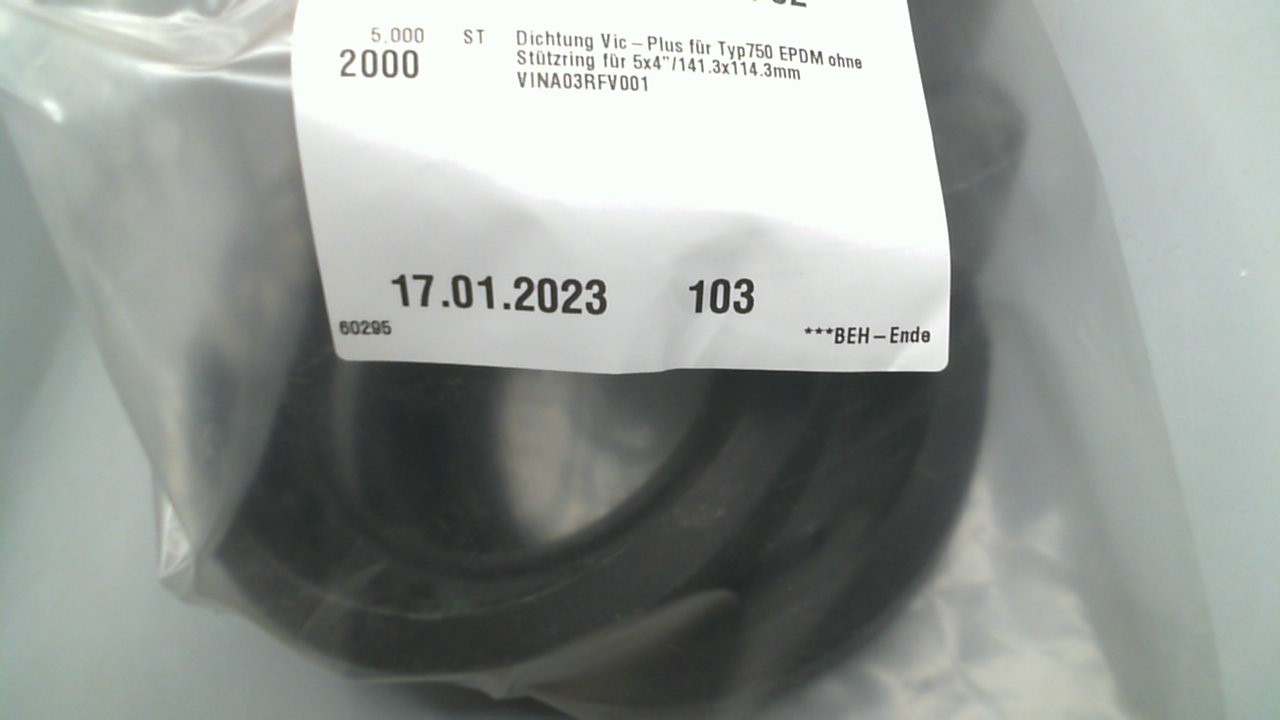 5.000 ST Dichtung Vic-Plus für Typ750 EPDM ohne
2000 Stützring für 5x4"/141.3x114.3mm
VINA03RFV001
17.01.2023 103
60295 ***BEH-Ende